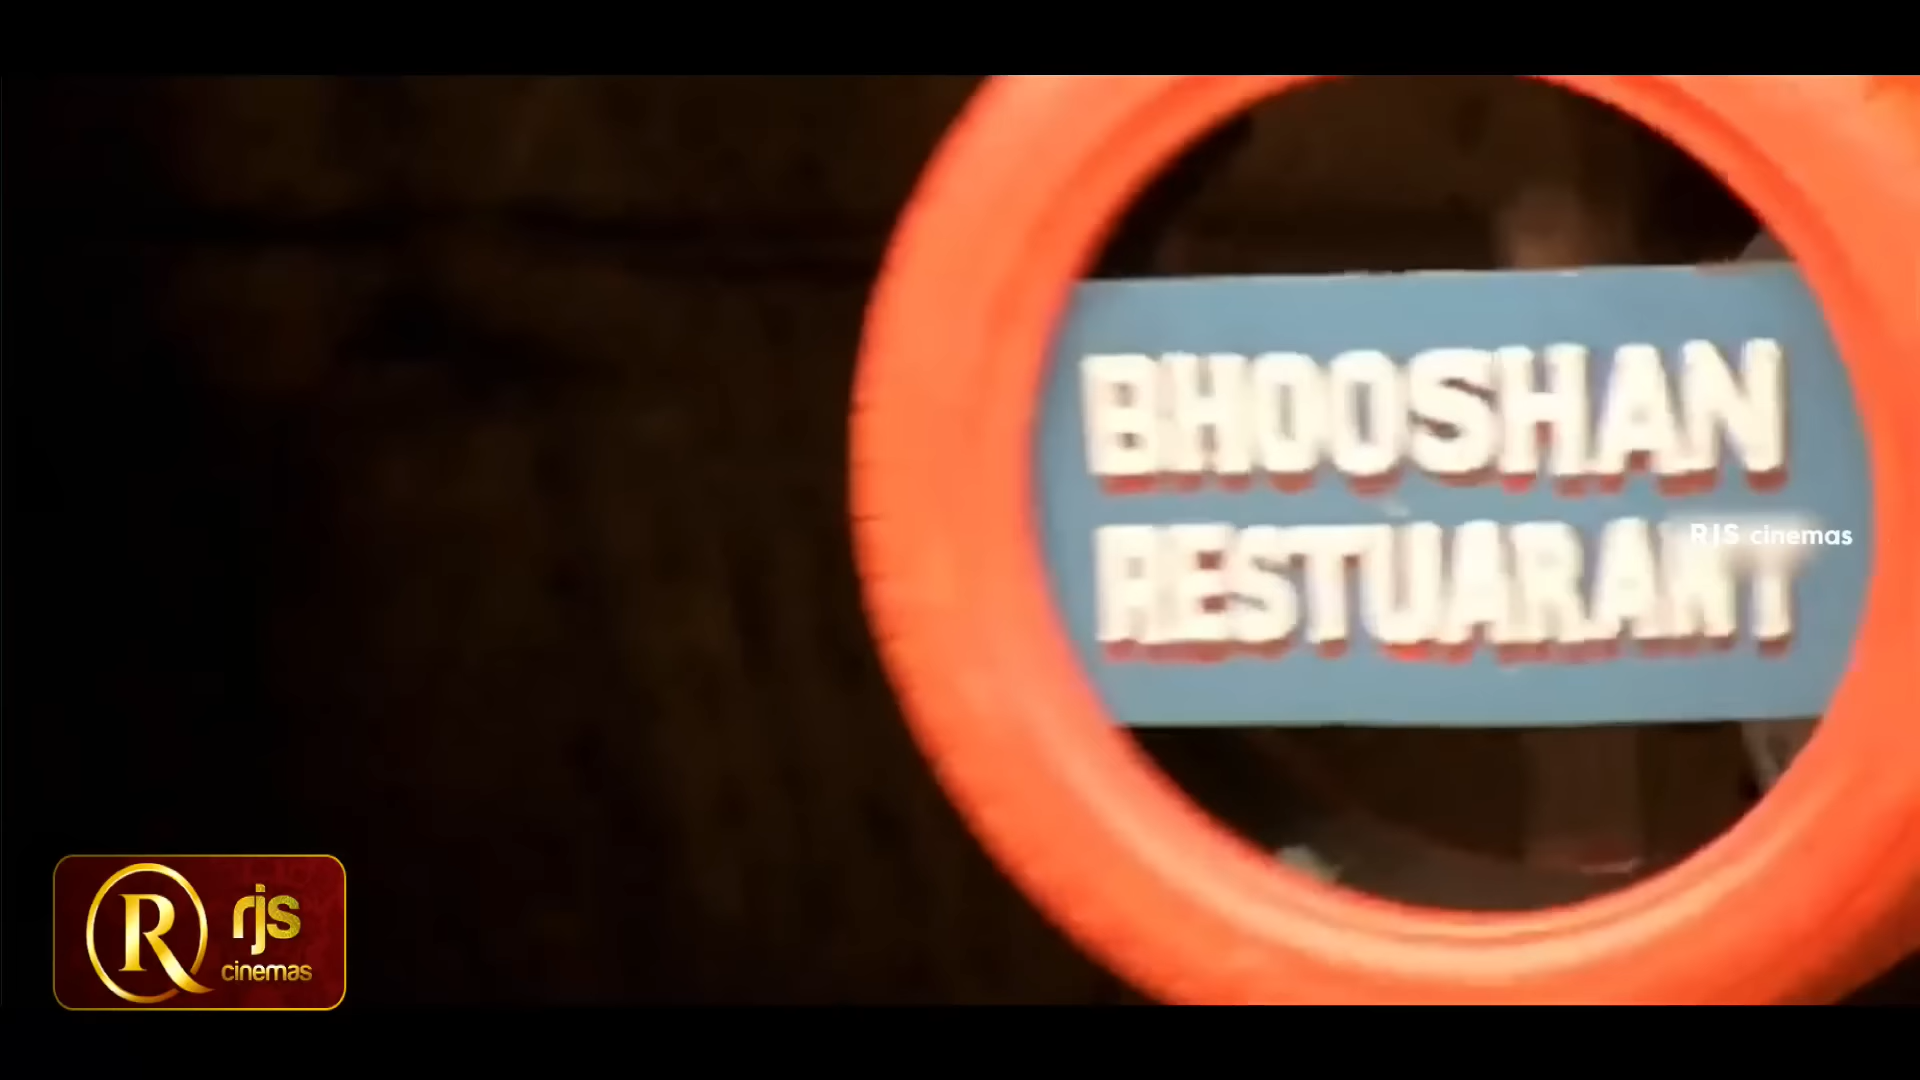 BHOOSHAN
RESTUARANT
RJS cinemas
R rjs
cinemas